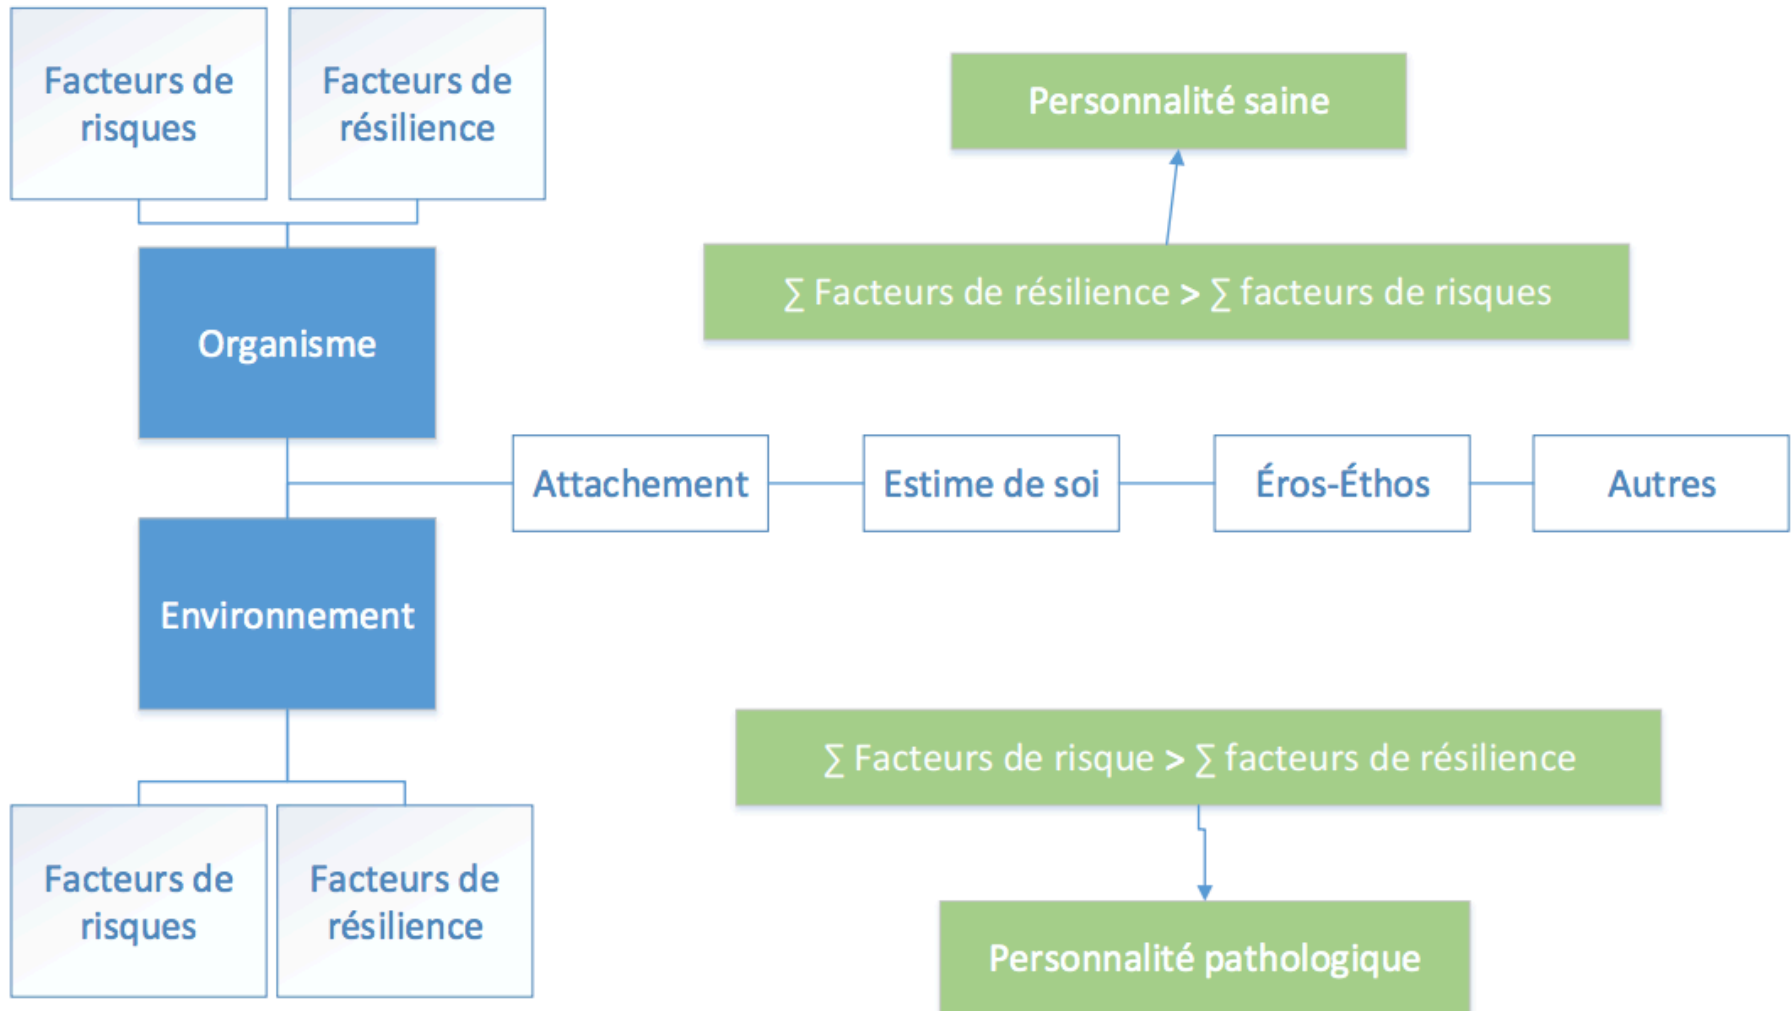 Facteurs de
risques
Facteurs de
résilience
Personnalité saine
∑ Facteurs de résilience > ∑ facteurs de risques
Organisme
Attachement
Estime de soi
Éros-Éthos
Autres
Environnement
∑ Facteurs de risque > ∑ facteurs de résilience
Facteurs de
risques
Facteurs de
résilience
Personnalité pathologique